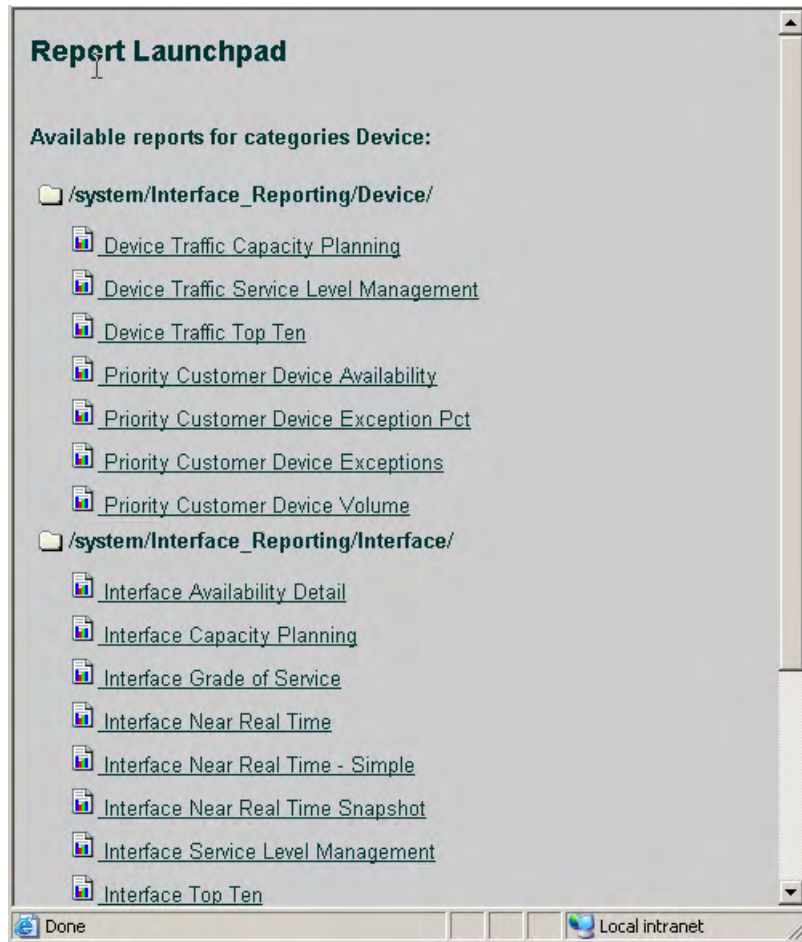 Report Launchpad
Available reports for categories Device:
/system/Interface_Reporting/Device/
Device Traffic Capacity Planning
Device Traffic Service Level Management
Device Traffic Top Ten
Priority Customer Device Availability
Priority Customer Device Exception Pct
Priority Customer Device Exceptions
Priority Customer Device Volume
/system/Interface_Reporting/Interface/
Interface Availability Detail
Interface Capacity Planning
Interface Grade of Service
Interface Near Real Time
Interface Near Real Time - Simple
Interface Near Real Time Snapshot
Interface Service Level Management
Interface Top Ten
Done Local intranet